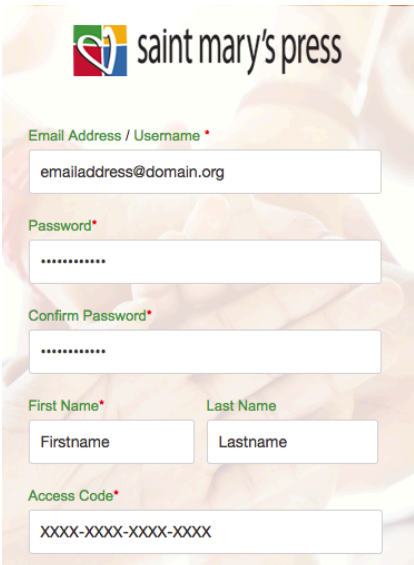 saint mary's press
Email Address / Username *
emailaddress@domain.org
Password*
••••••••••••
Confirm Password*
••••••••••••
First Name* Last Name
Firstname Lastname
Access Code*
XXXX-XXXX-XXXX-XXXX